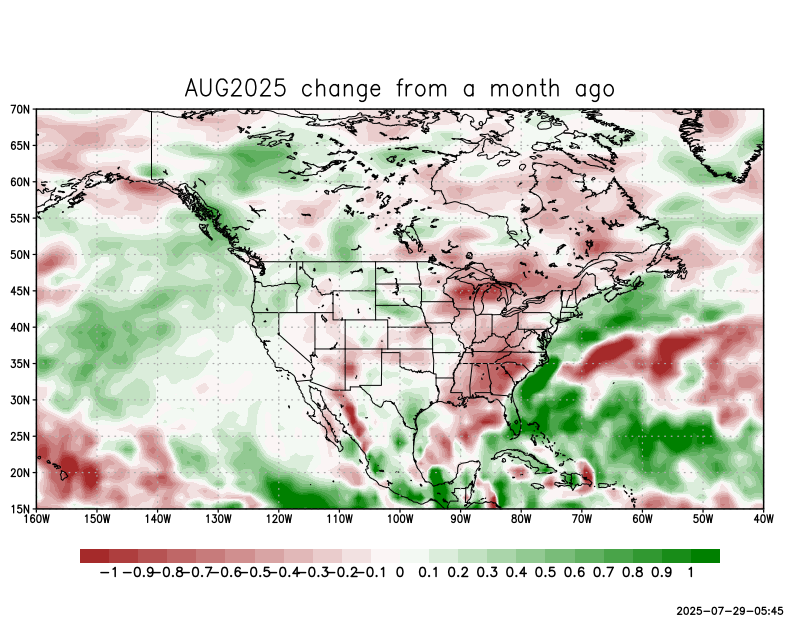 AUG2025 change from a month ago
70N
65N
60N
55N
50N
45N
40N
35N
30N
25N
20N
15N
160W 150W 140W 130W 120W 110W 100W 90W 80W 70W 60W 50W 40W
−1 −0.9 −0.8 −0.7 −0.6 −0.5 −0.4 −0.3 −0.2 −0.1 0 0.1 0.2 0.3 0.4 0.5 0.6 0.7 0.8 0.9 1
2025-07-29-05:45